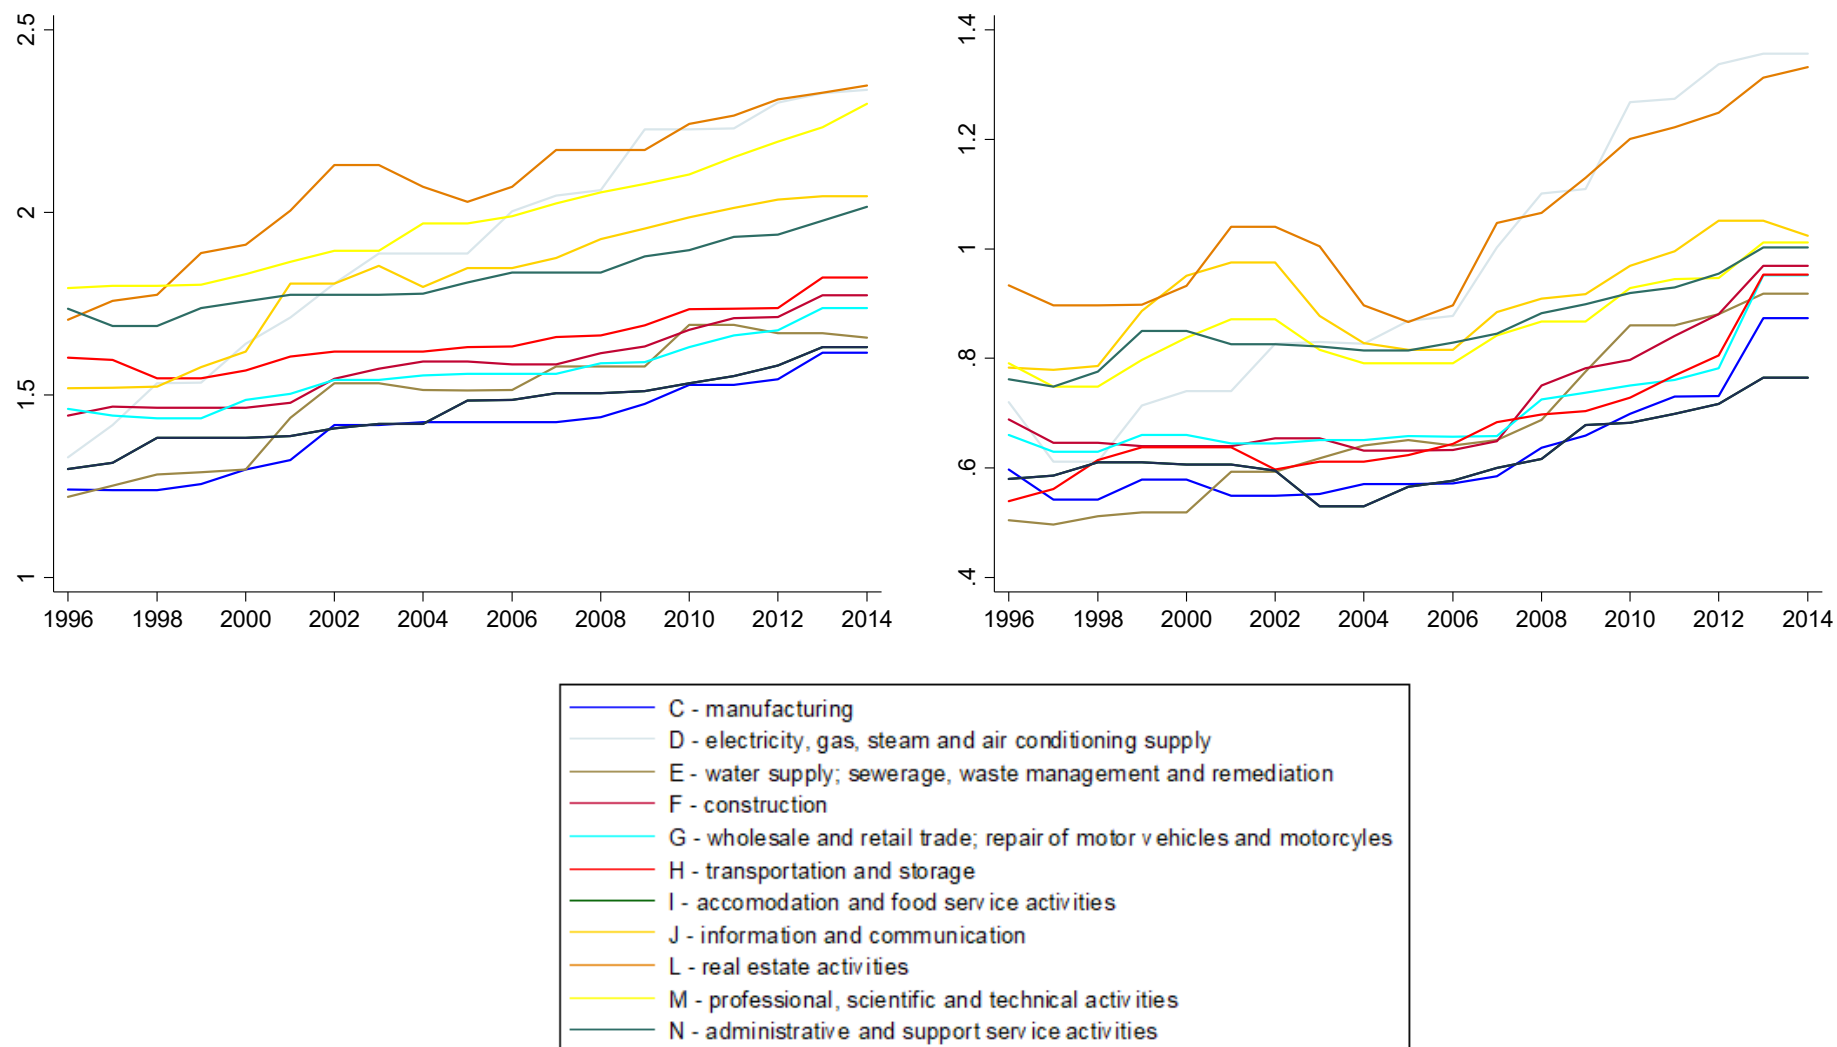 2.5
2
1.5
1
1996 1998 2000 2002 2004 2006 2008 2010 2012 2014
1.4
1.2
1
.8
.6
.4
1996 1998 2000 2002 2004 2006 2008 2010 2012 2014
C - manufacturing
D - electricity, gas, steam and air conditioning supply
E - water supply; sewerage, waste management and remediation
F - construction
G - wholesale and retail trade; repair of motor vehicles and motorcyles
H - transportation and storage
I - accomodation and food service activities
J - information and communication
L - real estate activities
M - professional, scientific and technical activities
N - administrative and support service activities